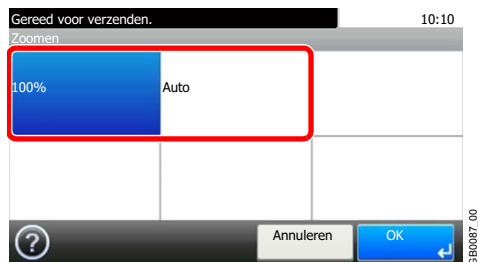 Gereed voor verzenden. 10:10
Zoomen
100% Auto
? Annuleren OK
GB0087_00